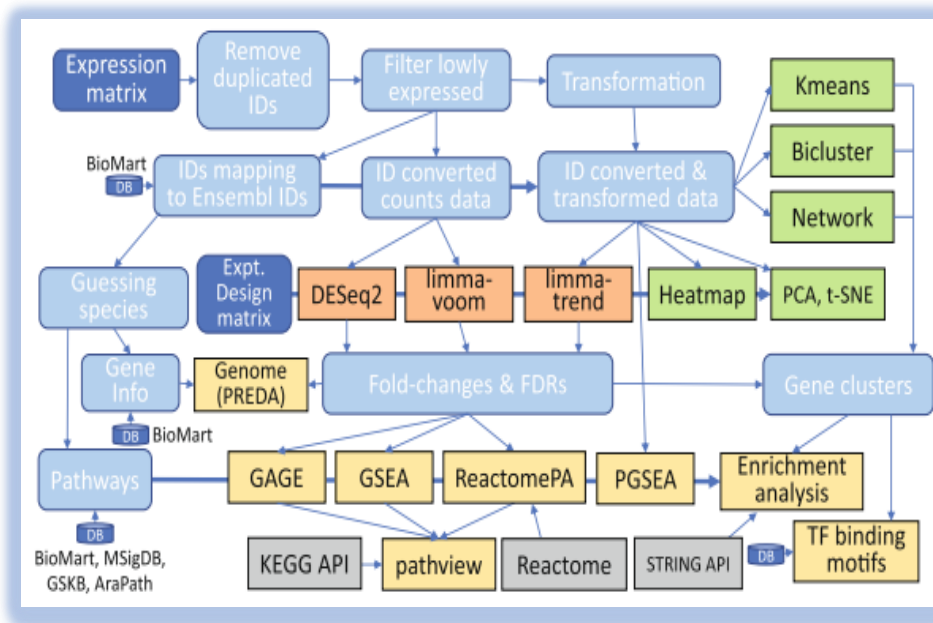 Expression
matrix
Remove
duplicated
IDs
Filter lowly
expressed
Transformation
Kmeans
BioMart
DB
IDs mapping
to Ensembl IDs
ID converted
counts data
ID converted &
transformed data
Bicluster
Network
Guessing
species
Expt.
Design
matrix
DESeq2
limma-
voom
limma-
trend
Heatmap
PCA, t-SNE
Gene
Info
Genome
(PREDA)
Fold-changes & FDRs
Gene clusters
DB
BioMart
Pathways
GAGE
GSEA
ReactomePA
PGSEA
Enrichment
analysis
DB
BioMart, MSigDB,
GSKB, AraPath
KEGG API
pathview
Reactome
STRING API
DB
TF binding
motifs